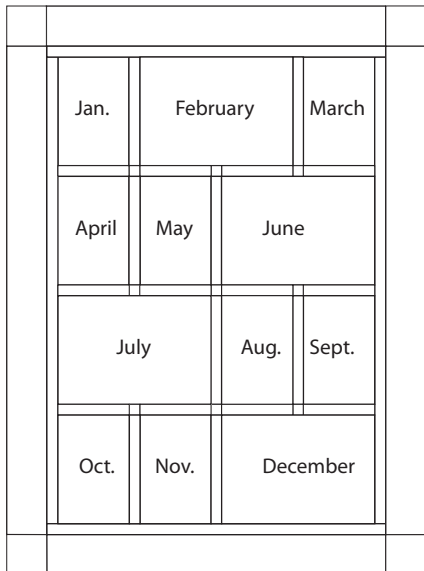 Jan. February March
April May June
July Aug. Sept.
Oct. Nov. December